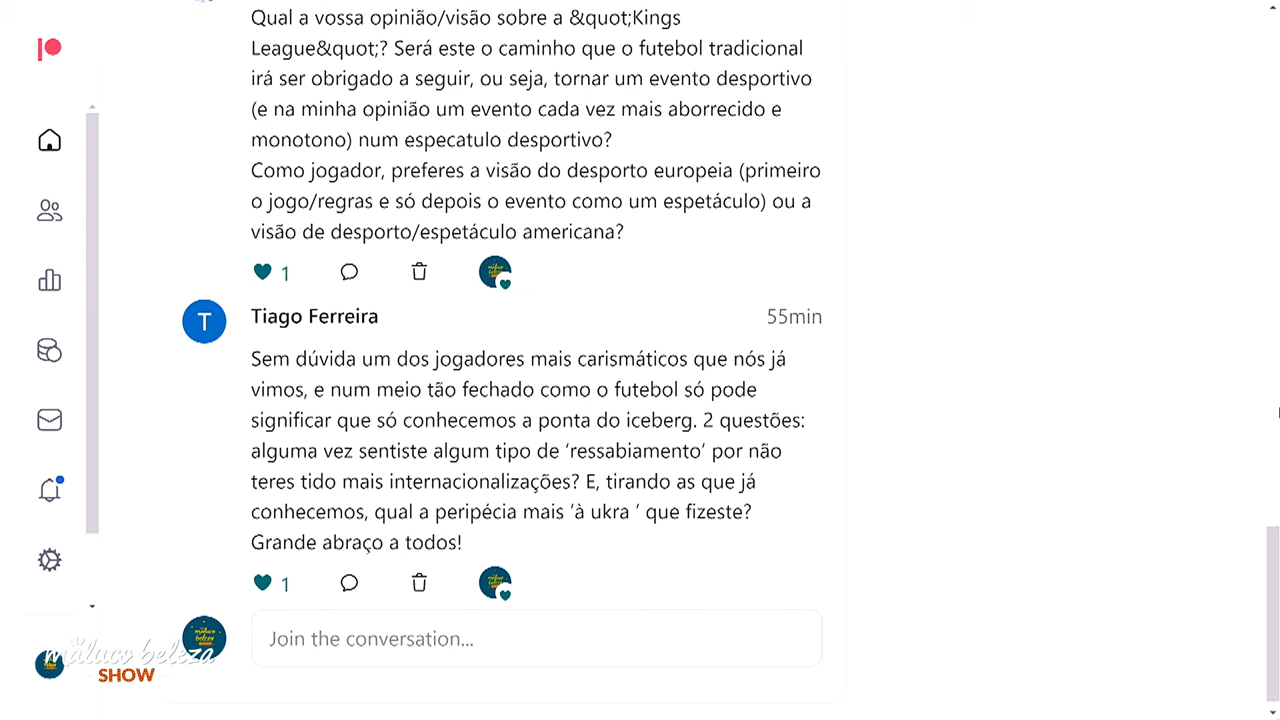 Qual a vossa opinião/visão sobre a &quot;Kings
League&quot;? Será este o caminho que o futebol tradicional
irá ser obrigado a seguir, ou seja, tornar um evento desportivo
(e na minha opinião um evento cada vez mais aborrecido e
monotono) num especatulo desportivo?
Como jogador, preferes a visão do desporto europeia (primeiro
o jogo/regras e só depois o evento como um espetáculo) ou a
visão de desporto/espetáculo americana?
1
T
Tiago Ferreira
55min
Sem dúvida um dos jogadores mais carismáticos que nós já
vimos, e num meio tão fechado como o futebol só pode
significar que só conhecemos a ponta do iceberg. 2 questões:
alguma vez sentiste algum tipo de ‘ressabiamento’ por não
teres tido mais internacionalizações? E, tirando as que já
conhecemos, qual a peripécia mais ‘à ukra ’ que fizeste?
Grande abraço a todos!
1
maluco
beleza
Join the conversation...
maluco beleza
SHOW